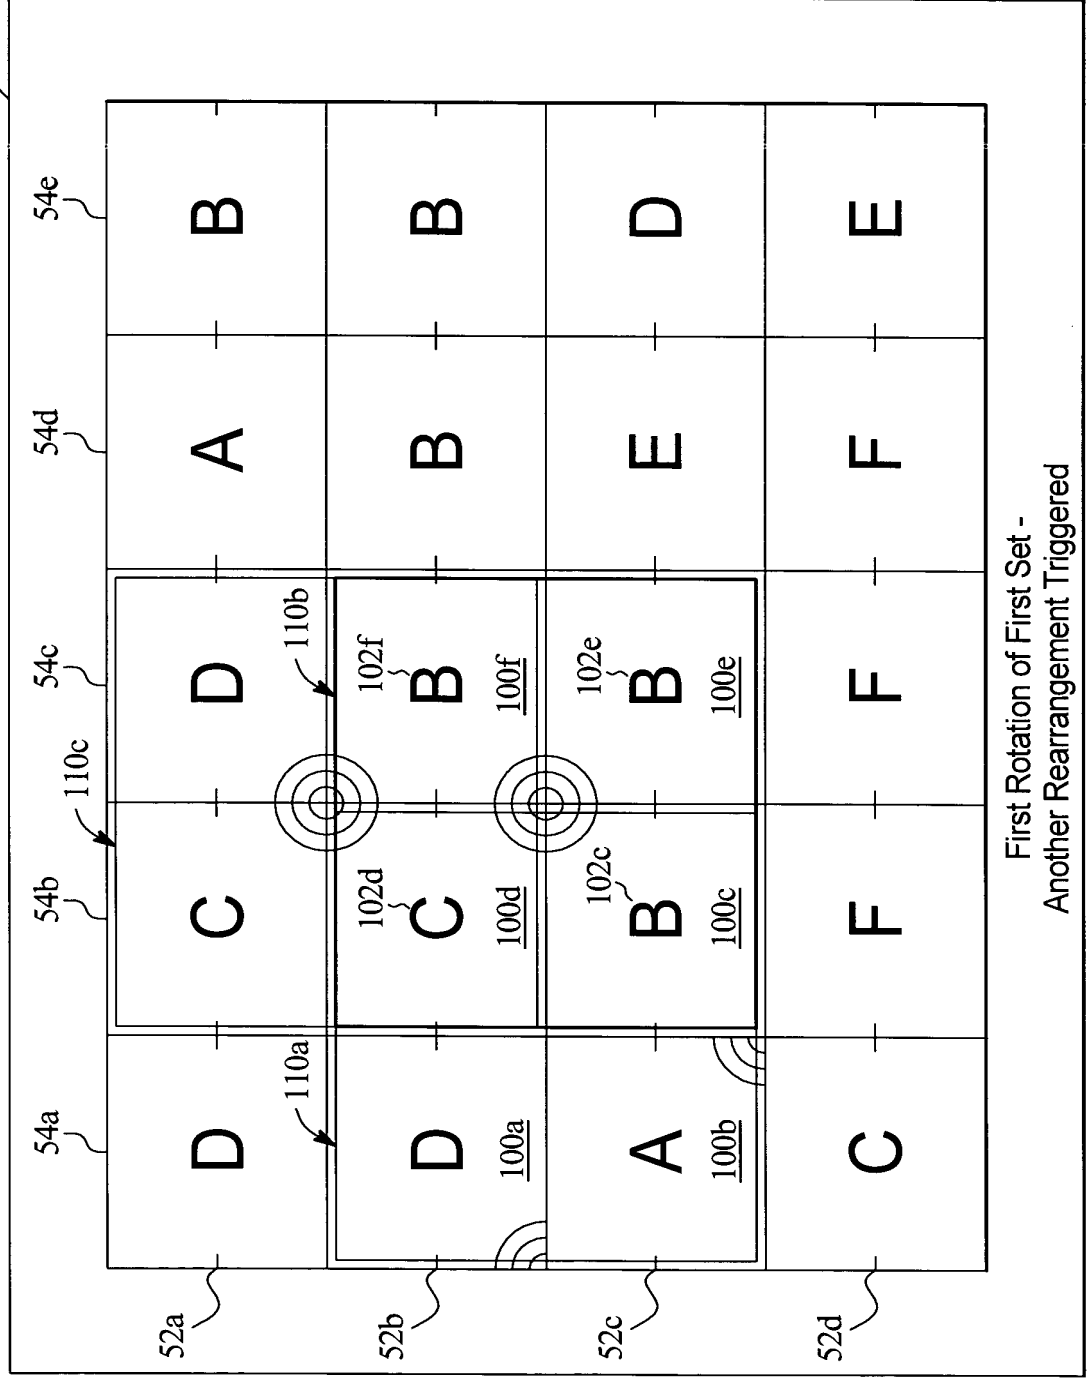 54a 54b 54c 54d 54e
110c
52a D C D A B
110a 110b
102d 102f
52b D C B B B
100a 100d 100f
102c 102e
52c A B B E D
100b 100c 100e
52d C F F F E
First Rotation of First Set -
Another Rearrangement Triggered